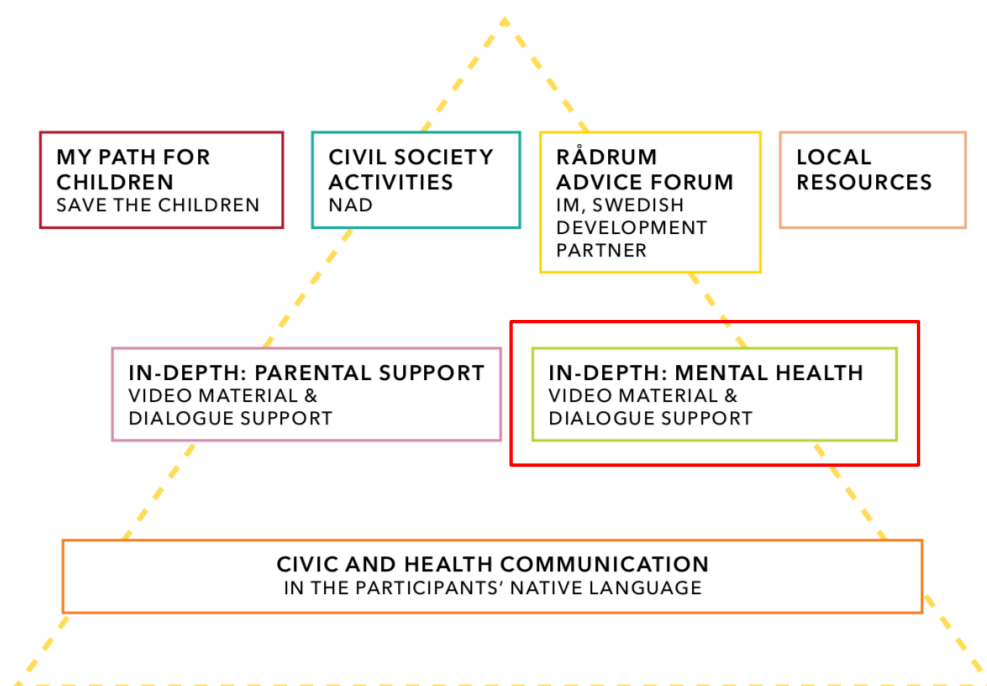 MY PATH FOR
CHILDREN
SAVE THE CHILDREN
CIVIL SOCIETY
ACTIVITIES
NAD
RÅDRUM
ADVICE FORUM
IM, SWEDISH
DEVELOPMENT
PARTNER
LOCAL
RESOURCES
IN-DEPTH: PARENTAL SUPPORT
VIDEO MATERIAL &
DIALOGUE SUPPORT
IN-DEPTH: MENTAL HEALTH
VIDEO MATERIAL &
DIALOGUE SUPPORT
CIVIC AND HEALTH COMMUNICATION
IN THE PARTICIPANTS’ NATIVE LANGUAGE